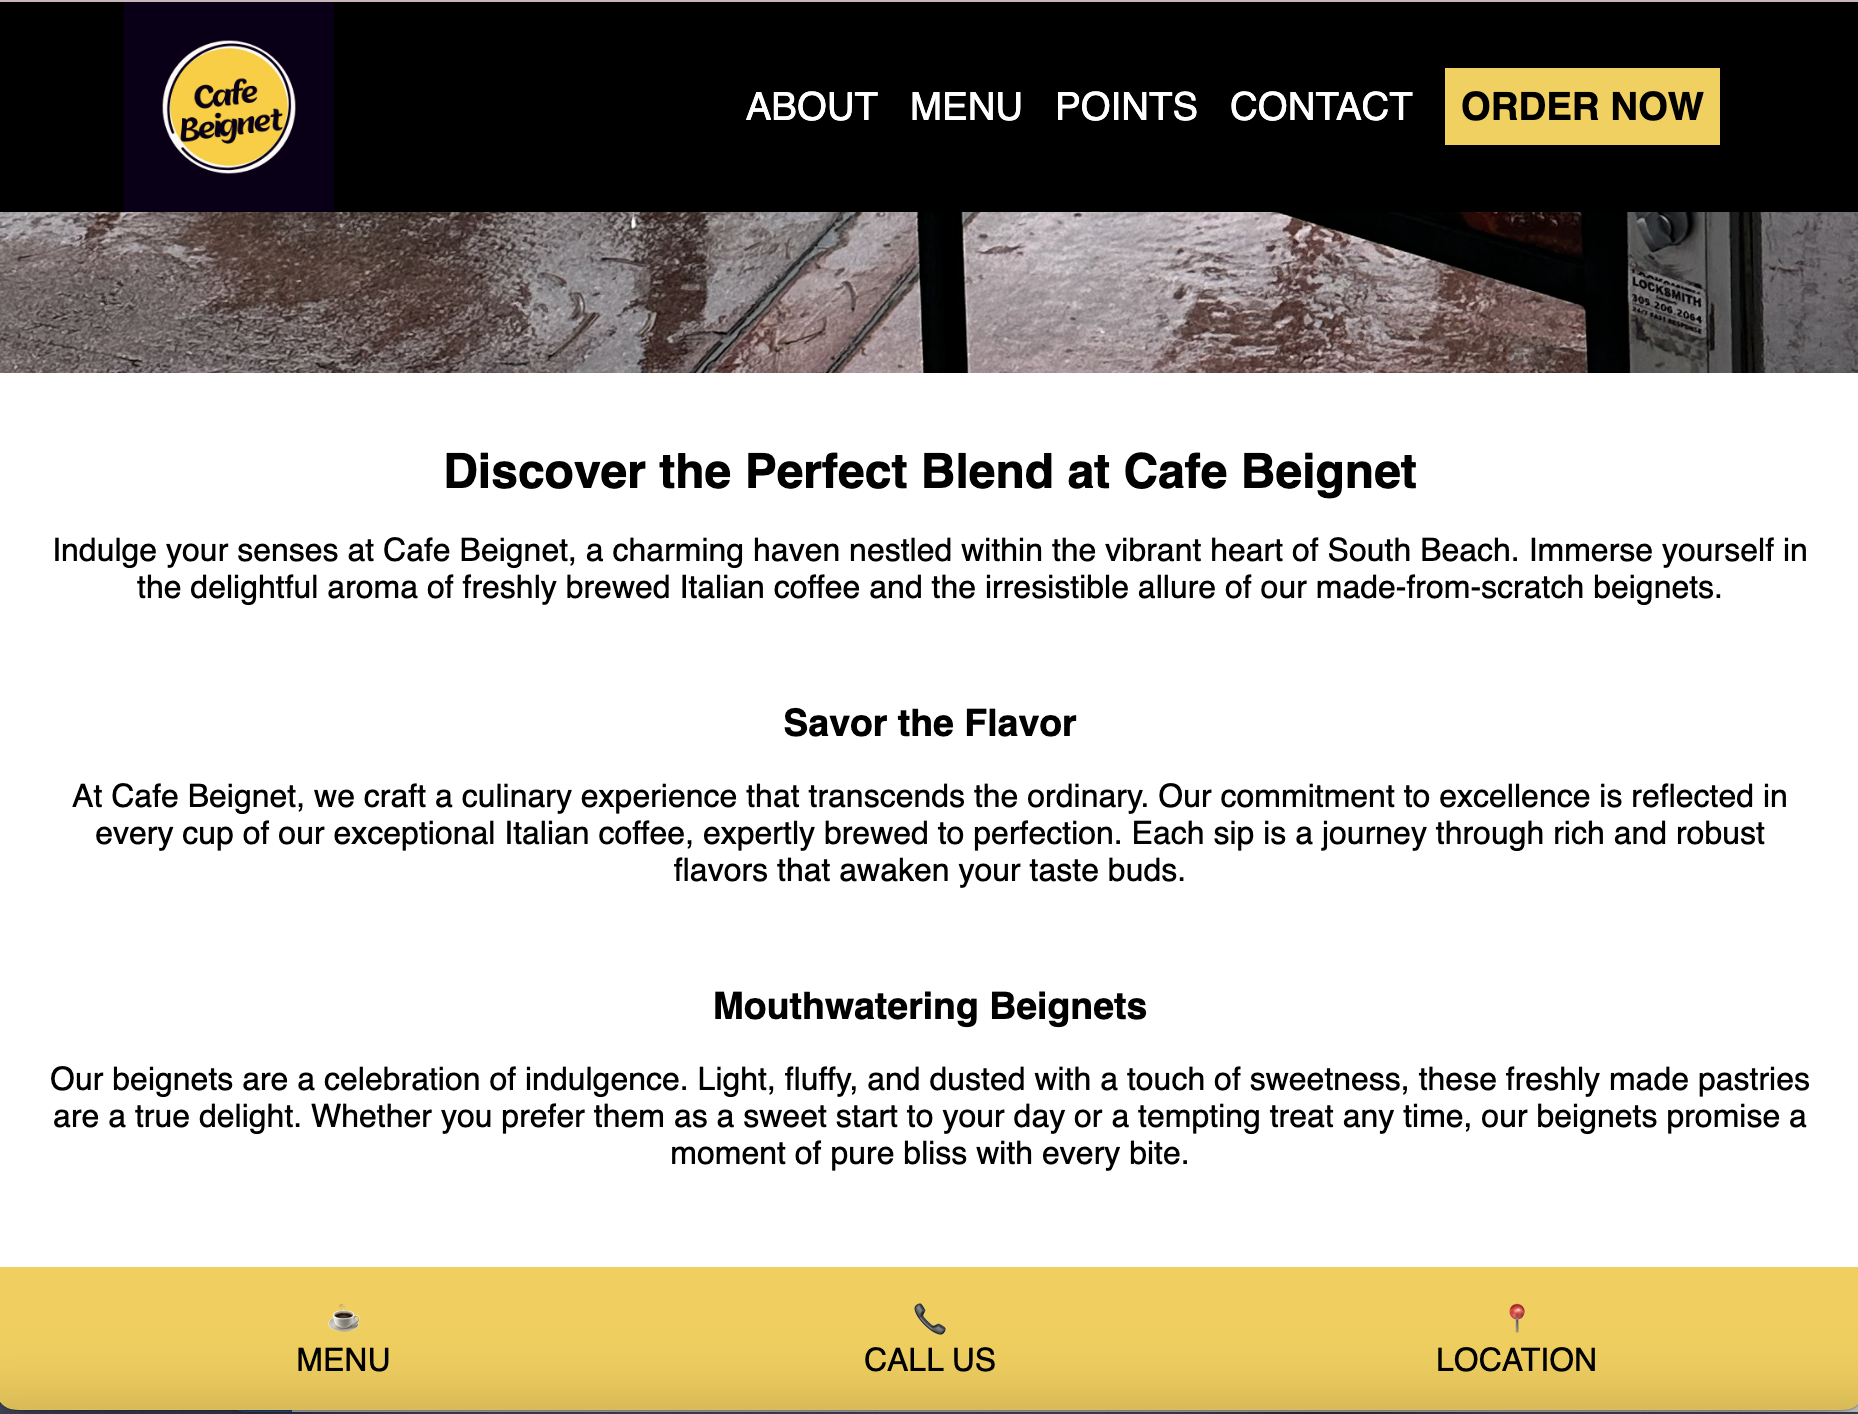 Cafe
Beignet
ABOUT MENU POINTS CONTACT ORDER NOW
LOCKSMITH
305 206 2064
24/7 FAST RESPONSE
Discover the Perfect Blend at Cafe Beignet
Indulge your senses at Cafe Beignet, a charming haven nestled within the vibrant heart of South Beach. Immerse yourself in
the delightful aroma of freshly brewed Italian coffee and the irresistible allure of our made-from-scratch beignets.
Savor the Flavor
At Cafe Beignet, we craft a culinary experience that transcends the ordinary. Our commitment to excellence is reflected in
every cup of our exceptional Italian coffee, expertly brewed to perfection. Each sip is a journey through rich and robust
flavors that awaken your taste buds.
Mouthwatering Beignets
Our beignets are a celebration of indulgence. Light, fluffy, and dusted with a touch of sweetness, these freshly made pastries
are a true delight. Whether you prefer them as a sweet start to your day or a tempting treat any time, our beignets promise a
moment of pure bliss with every bite.
MENU
CALL US
LOCATION